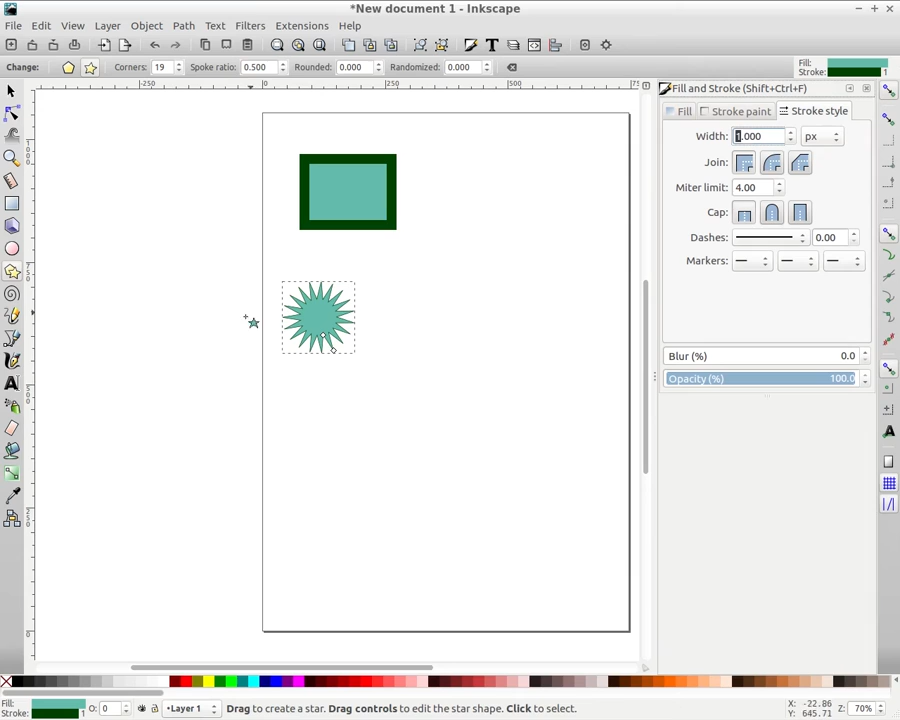 *New document 1 - Inkscape
File Edit View Layer Object Path Text Filters Extensions Help
Change: Corners: 19 Spoke ratio: 0.500 Rounded: 0.000 Randomized: 0.000 Fill: Stroke: 1
-250 0 250 500 75
Fill and Stroke (Shift+Ctrl+F)
Fill Stroke paint Stroke style
Width: 1.000 px
Join:
Miter limit: 4.00
Cap:
Dashes: 0.00
Markers:
Blur (%) 0.0
Opacity (%) 100.0
Fill:
Stroke: 1
O: 0 •Layer 1 Drag to create a star. Drag controls to edit the star shape. Click to select.
X: -22.86
Y: 645.71
Z: 70%